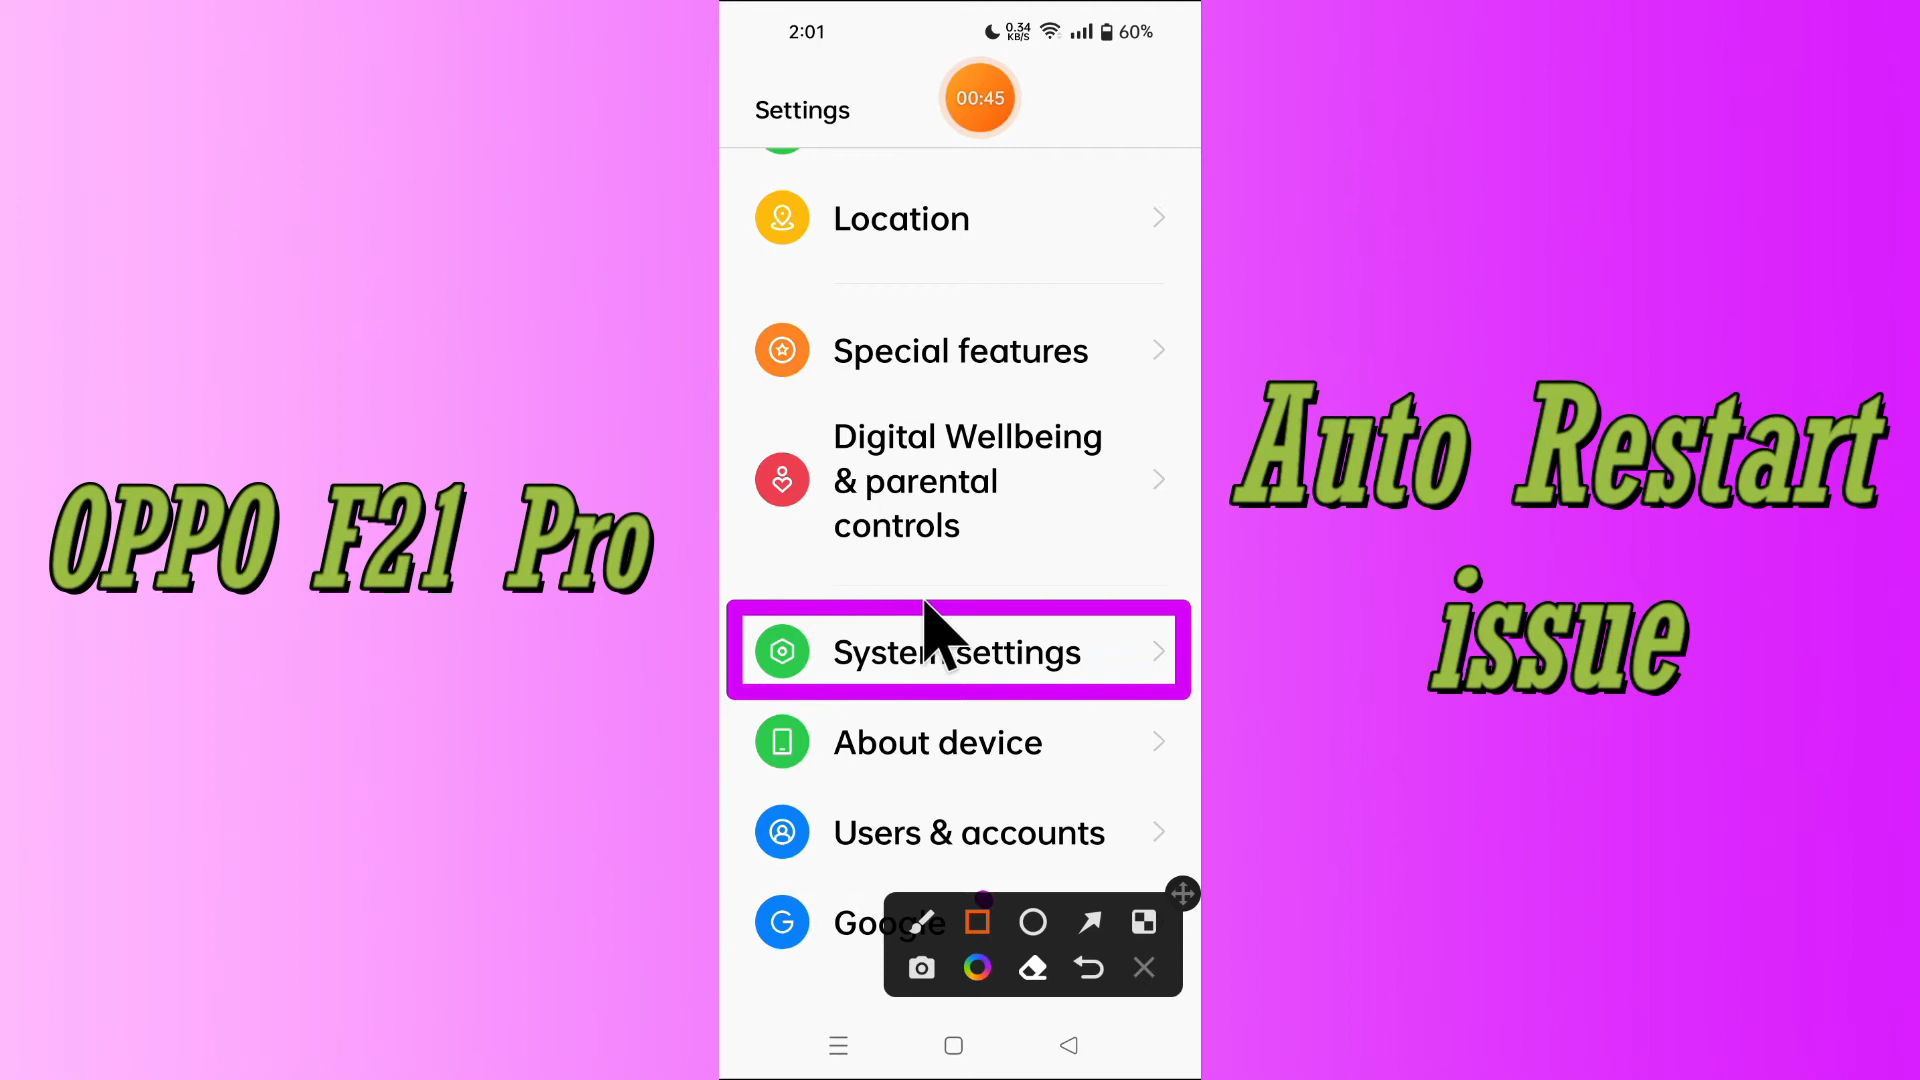 2:01
0.34
KB/S
60%
Settings
00:45
Location
Special features
Digital Wellbeing
& parental
controls
System settings
About device
Users & accounts
Google
OPPO F21 Pro
Auto Restart
issue